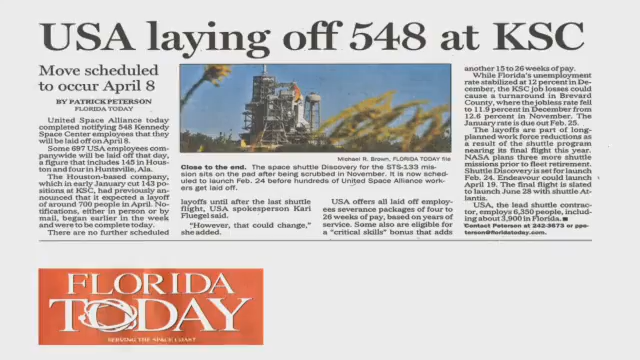 USA laying off 548 at KSC
Move scheduled
to occur April 8
BY PATRICK PETERSON
FLORIDA TODAY
United Space Alliance today
completed notifying 548 Kennedy
Space Center employees that they
will be laid off on April 8.
Some 697 USA employees com-
panywide will be laid off that day,
a figure that includes 145 in Hous-
ton and four in Huntsville, Ala.
The Houston-based company,
which in early January cut 143 po-
sitions at KSC, had previously an-
nounced that it expected a layoff
of around 700 people in April. No-
tifications, either in person or by
mail, began earlier in the week
and were to be complete today.
There are no further scheduled
Michael R. Brown, FLORIDA TODAY file
Close to the end. The space shuttle Discovery for the STS-133 mis-
sion sits on the pad after being scrubbed in November. It is now sched-
uled to launch Feb. 24 before hundreds of United Space Alliance work-
ers get laid off.
layoffs until after the last shuttle
flight, USA spokesperson Kari
Fluegel said.
"However, that could change,"
she added.
USA offers all laid off employ-
ees severance packages of four to
26 weeks of pay, based on years of
service. Some also are eligible for
a "critical skills" bonus that adds
another 15 to 26 weeks of pay.
While Florida's unemployment
rate stabilized at 12 percent in De-
cember, the KSC job losses could
cause a turnaround in Brevard
County, where the jobless rate fell
to 11.9 percent in December from
12.6 percent in November. The
January rate is due out Feb. 25.
The layoffs are part of long-
planned work force reductions as
a result of the shuttle program
nearing its final flight this year.
NASA plans three more shuttle
missions prior to fleet retirement.
Shuttle Discovery is set for launch
Feb. 24. Endeavour could launch
April 19. The final flight is slated
to launch June 28 with shuttle At-
lantis.
USA, the lead shuttle contrac-
tor, employs 6,350 people, includ-
ing about 3,900 in Florida.
Contact Peterson at 242-3673 or ppe-
terson@floridatoday.com.
FLORIDA
TODAY
SERVING THE SPACE COAST